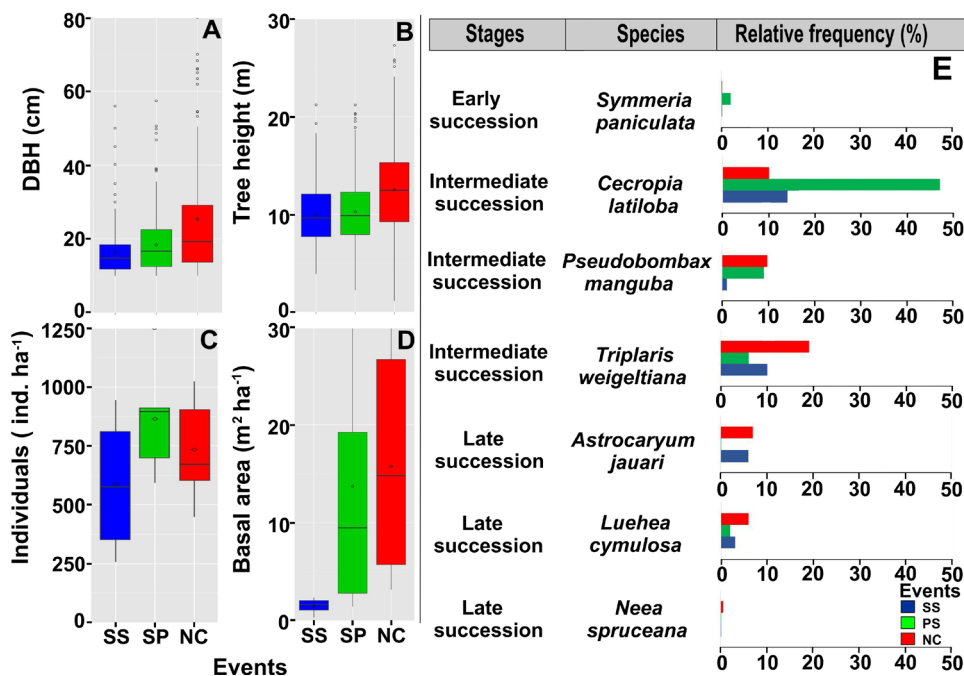 A
DBH (cm)
80
60
40
20
0
B
Tree height (m)
30
20
10
0
C
Individuals ( ind. ha⁻¹)
1250
1000
750
500
250
0
SS SP NC
D
Basal area (m² ha⁻¹)
30
20
10
0
SS SP NC
Events
Stages Species Relative frequency (%)
E
Early
succession
Symmeria
paniculata
0 10 20 30 40 50
Intermediate
succession
Cecropia
latiloba
0 10 20 30 40 50
Intermediate
succession
Pseudobombax
manguba
0 10 20 30 40 50
Intermediate
succession
Triplaris
weigeltiana
0 10 20 30 40 50
Late
succession
Astrocaryum
jauari
0 10 20 30 40 50
Late
succession
Luehea
cymulosa
0 10 20 30 40 50
Late
succession
Neea
spruceana
0 10 20 30 40 50
Events
SS
PS
NC